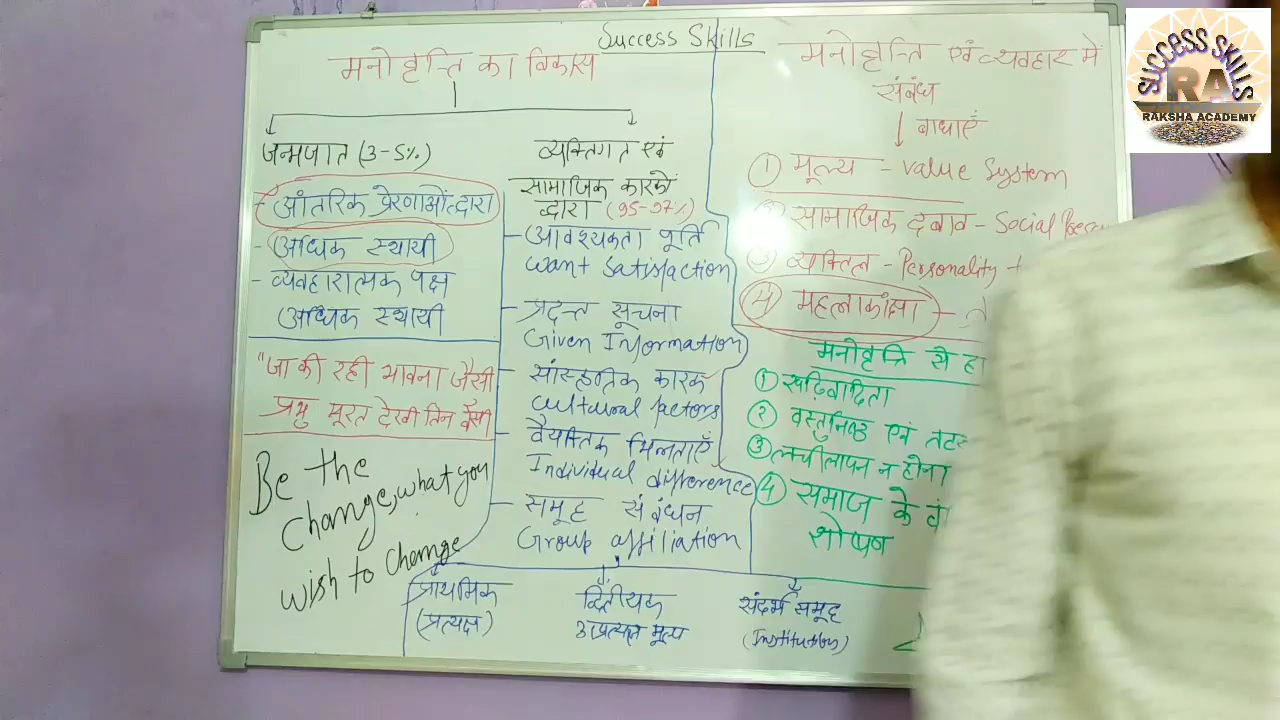 Success Skills
मनोवृत्ति का विकास
जन्मजात (3-5%)
- आंतरिक प्रेरणाओं द्वारा
- अधिक स्थायी
- व्यवहारात्मक पक्ष
अधिक स्थायी
"जा की रही भावना जैसी
प्रभु मूरत देखी तिन वैसी
Be the
change, what you
wish to change
व्यक्तिगत एवं
सामाजिक कारकों
द्वारा (95-97%)
- आवश्यकता पूर्ति
want satisfaction
- प्रदत्त सूचना
Given Information
- सांस्कृतिक कारक
cultural factors
- वैयक्तिक भिन्नताएँ
Individual difference
- समूह संबंधन
Group affiliation
प्राथमिक
(प्रत्यक्ष)
द्वितीयक
अप्रत्यक्ष
संदर्भ समूह
(Institution)
मनोवृत्ति एवं व्यवहार में
संबंध
बाधाएँ
① मूल्य - value System
② सामाजिक दबाव - Social
③ व्यक्तित्व - Personality
④ महत्वाकांक्षा -
मनोवृत्ति से हा
① रूढ़िवादिता
② वस्तुनिष्ठ एवं
③ लचीलापन न होना
④ समाज के
शोषण
SUCCESS SKILLS
RA
RAKSHA ACADEMY